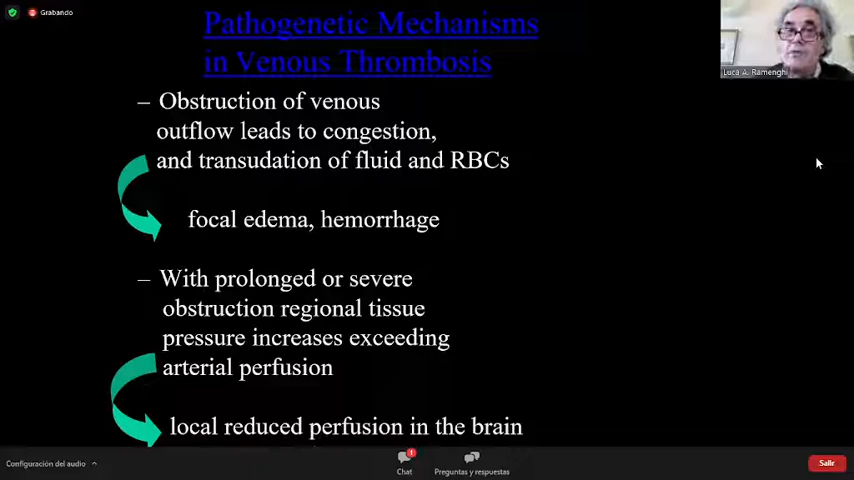 Grabando
Pathogenetic Mechanisms
in Venous Thrombosis
Luca A. Ramenghi
– Obstruction of venous
outflow leads to congestion,
and transudation of fluid and RBCs
focal edema, hemorrhage
– With prolonged or severe
obstruction regional tissue
pressure increases exceeding
arterial perfusion
local reduced perfusion in the brain
Configuración del audio
1
Chat
Preguntas y respuestas
Salir